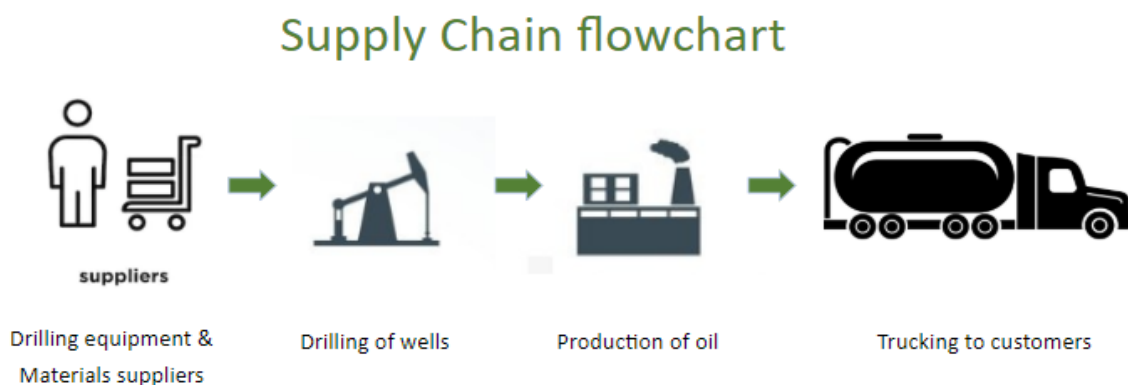 Supply Chain flowchart
suppliers
Drilling equipment &
Materials suppliers
Drilling of wells
Production of oil
Trucking to customers